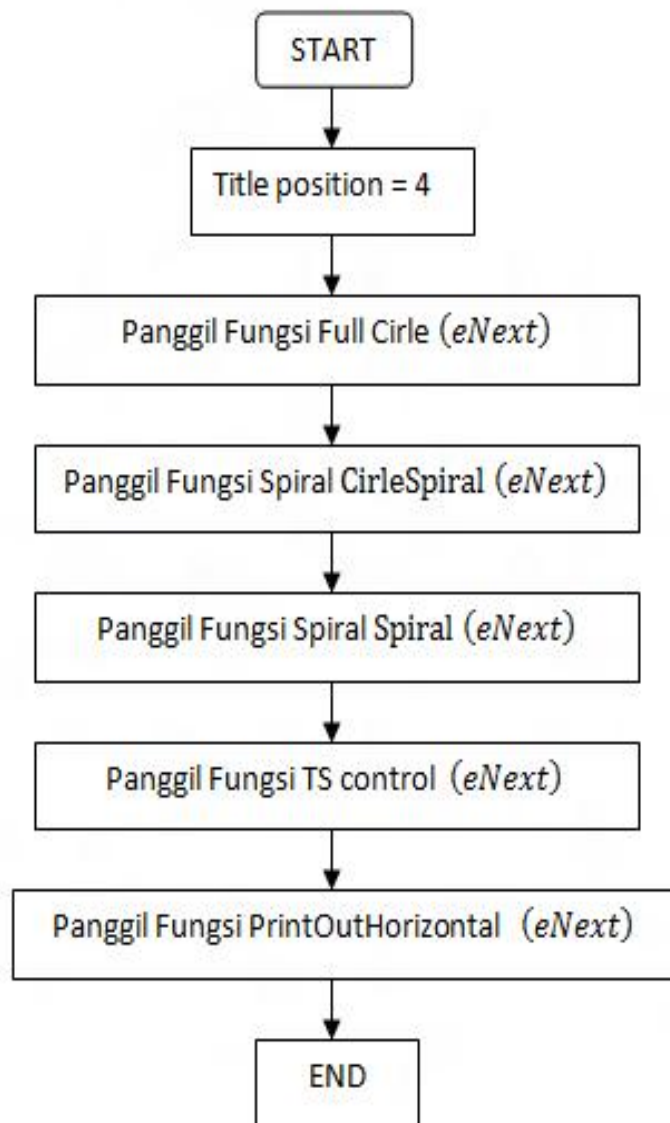 START
Title position = 4
Panggil Fungsi Full Cirle (eNext)
Panggil Fungsi Spiral CirleSpiral (eNext)
Panggil Fungsi Spiral Spiral (eNext)
Panggil Fungsi TS control (eNext)
Panggil Fungsi PrintOutHorizontal (eNext)
END